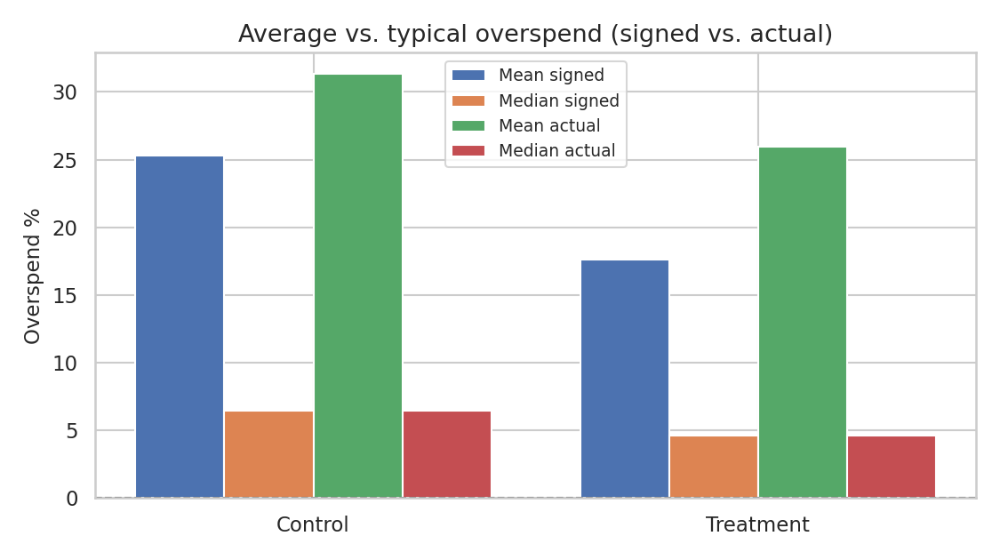 Average vs. typical overspend (signed vs. actual)
Mean signed
Median signed
Mean actual
Median actual
Overspend %
30
25
20
15
10
5
0
Control
Treatment